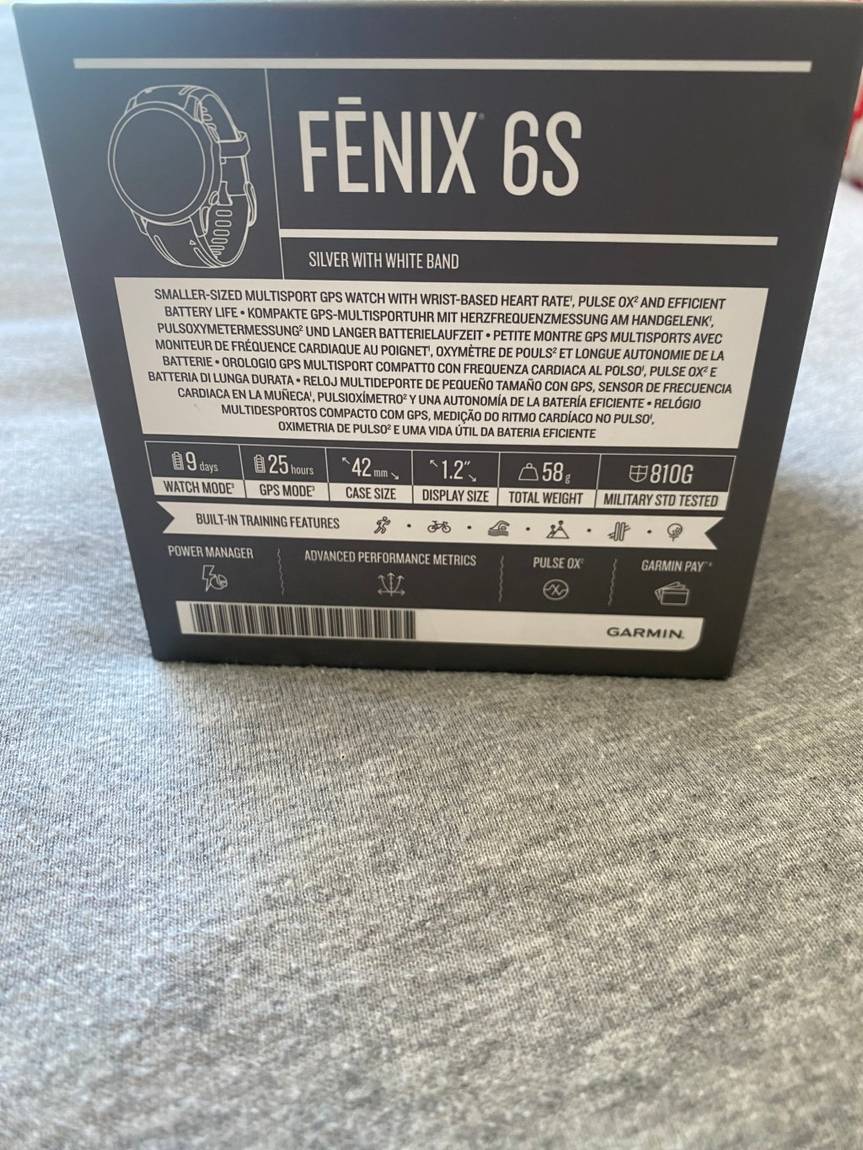 FĒNIX® 6S
SILVER WITH WHITE BAND
SMALLER-SIZED MULTISPORT GPS WATCH WITH WRIST-BASED HEART RATE¹, PULSE OX² AND EFFICIENT
BATTERY LIFE • KOMPAKTE GPS-MULTISPORTUHR MIT HERZFREQUENZMESSUNG AM HANDGELENK¹,
PULSOXYMETERMESSUNG² UND LANGER BATTERIELAUFZEIT • PETITE MONTRE GPS MULTISPORTS AVEC
MONITEUR DE FRÉQUENCE CARDIAQUE AU POIGNET¹, OXYMÈTRE DE POULS² ET LONGUE AUTONOMIE DE LA
BATTERIE • OROLOGIO GPS MULTISPORT COMPATTO CON FREQUENZA CARDIACA AL POLSO¹, PULSE OX² E
BATTERIA DI LUNGA DURATA • RELOJ MULTIDEPORTE DE PEQUEÑO TAMAÑO CON GPS, SENSOR DE FRECUENCIA
CARDIACA EN LA MUÑECA¹, PULSIOXÍMETRO² Y UNA AUTONOMÍA DE LA BATERÍA EFICIENTE • RELÓGIO
MULTIDESPORTOS COMPACTO COM GPS, MEDIÇÃO DO RITMO CARDÍACO NO PULSO¹,
OXIMETRIA DE PULSO² E UMA VIDA ÚTIL DA BATERIA EFICIENTE
9 days 25 hours 42 mm 1.2″ 58 g 810G
WATCH MODE³ GPS MODE³ CASE SIZE DISPLAY SIZE TOTAL WEIGHT MILITARY STD TESTED
BUILT-IN TRAINING FEATURES
POWER MANAGER ADVANCED PERFORMANCE METRICS PULSE OX² GARMIN PAY™⁴
GARMIN.